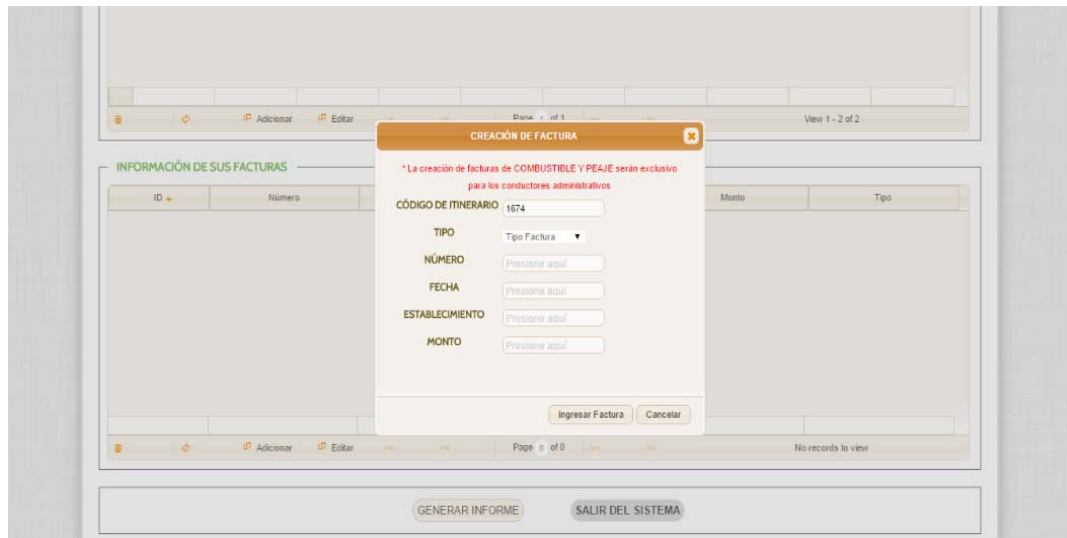 Adicionar Editar Page 1 of 1 View 1 - 2 of 2
CREACIÓN DE FACTURA
INFORMACIÓN DE SUS FACTURAS
* La creación de facturas de COMBUSTIBLE Y PEAJE serán exclusivo
para los conductores administrativos
ID Número Monto Tipo
CÓDIGO DE ITINERARIO 1674
TIPO Tipo Factura
NÚMERO Presione aquí
FECHA Presione aquí
ESTABLECIMIENTO Presione aquí
MONTO Presione aquí
Ingresar Factura Cancelar
Adicionar Editar Page 0 of 0 No records to view
GENERAR INFORME SALIR DEL SISTEMA